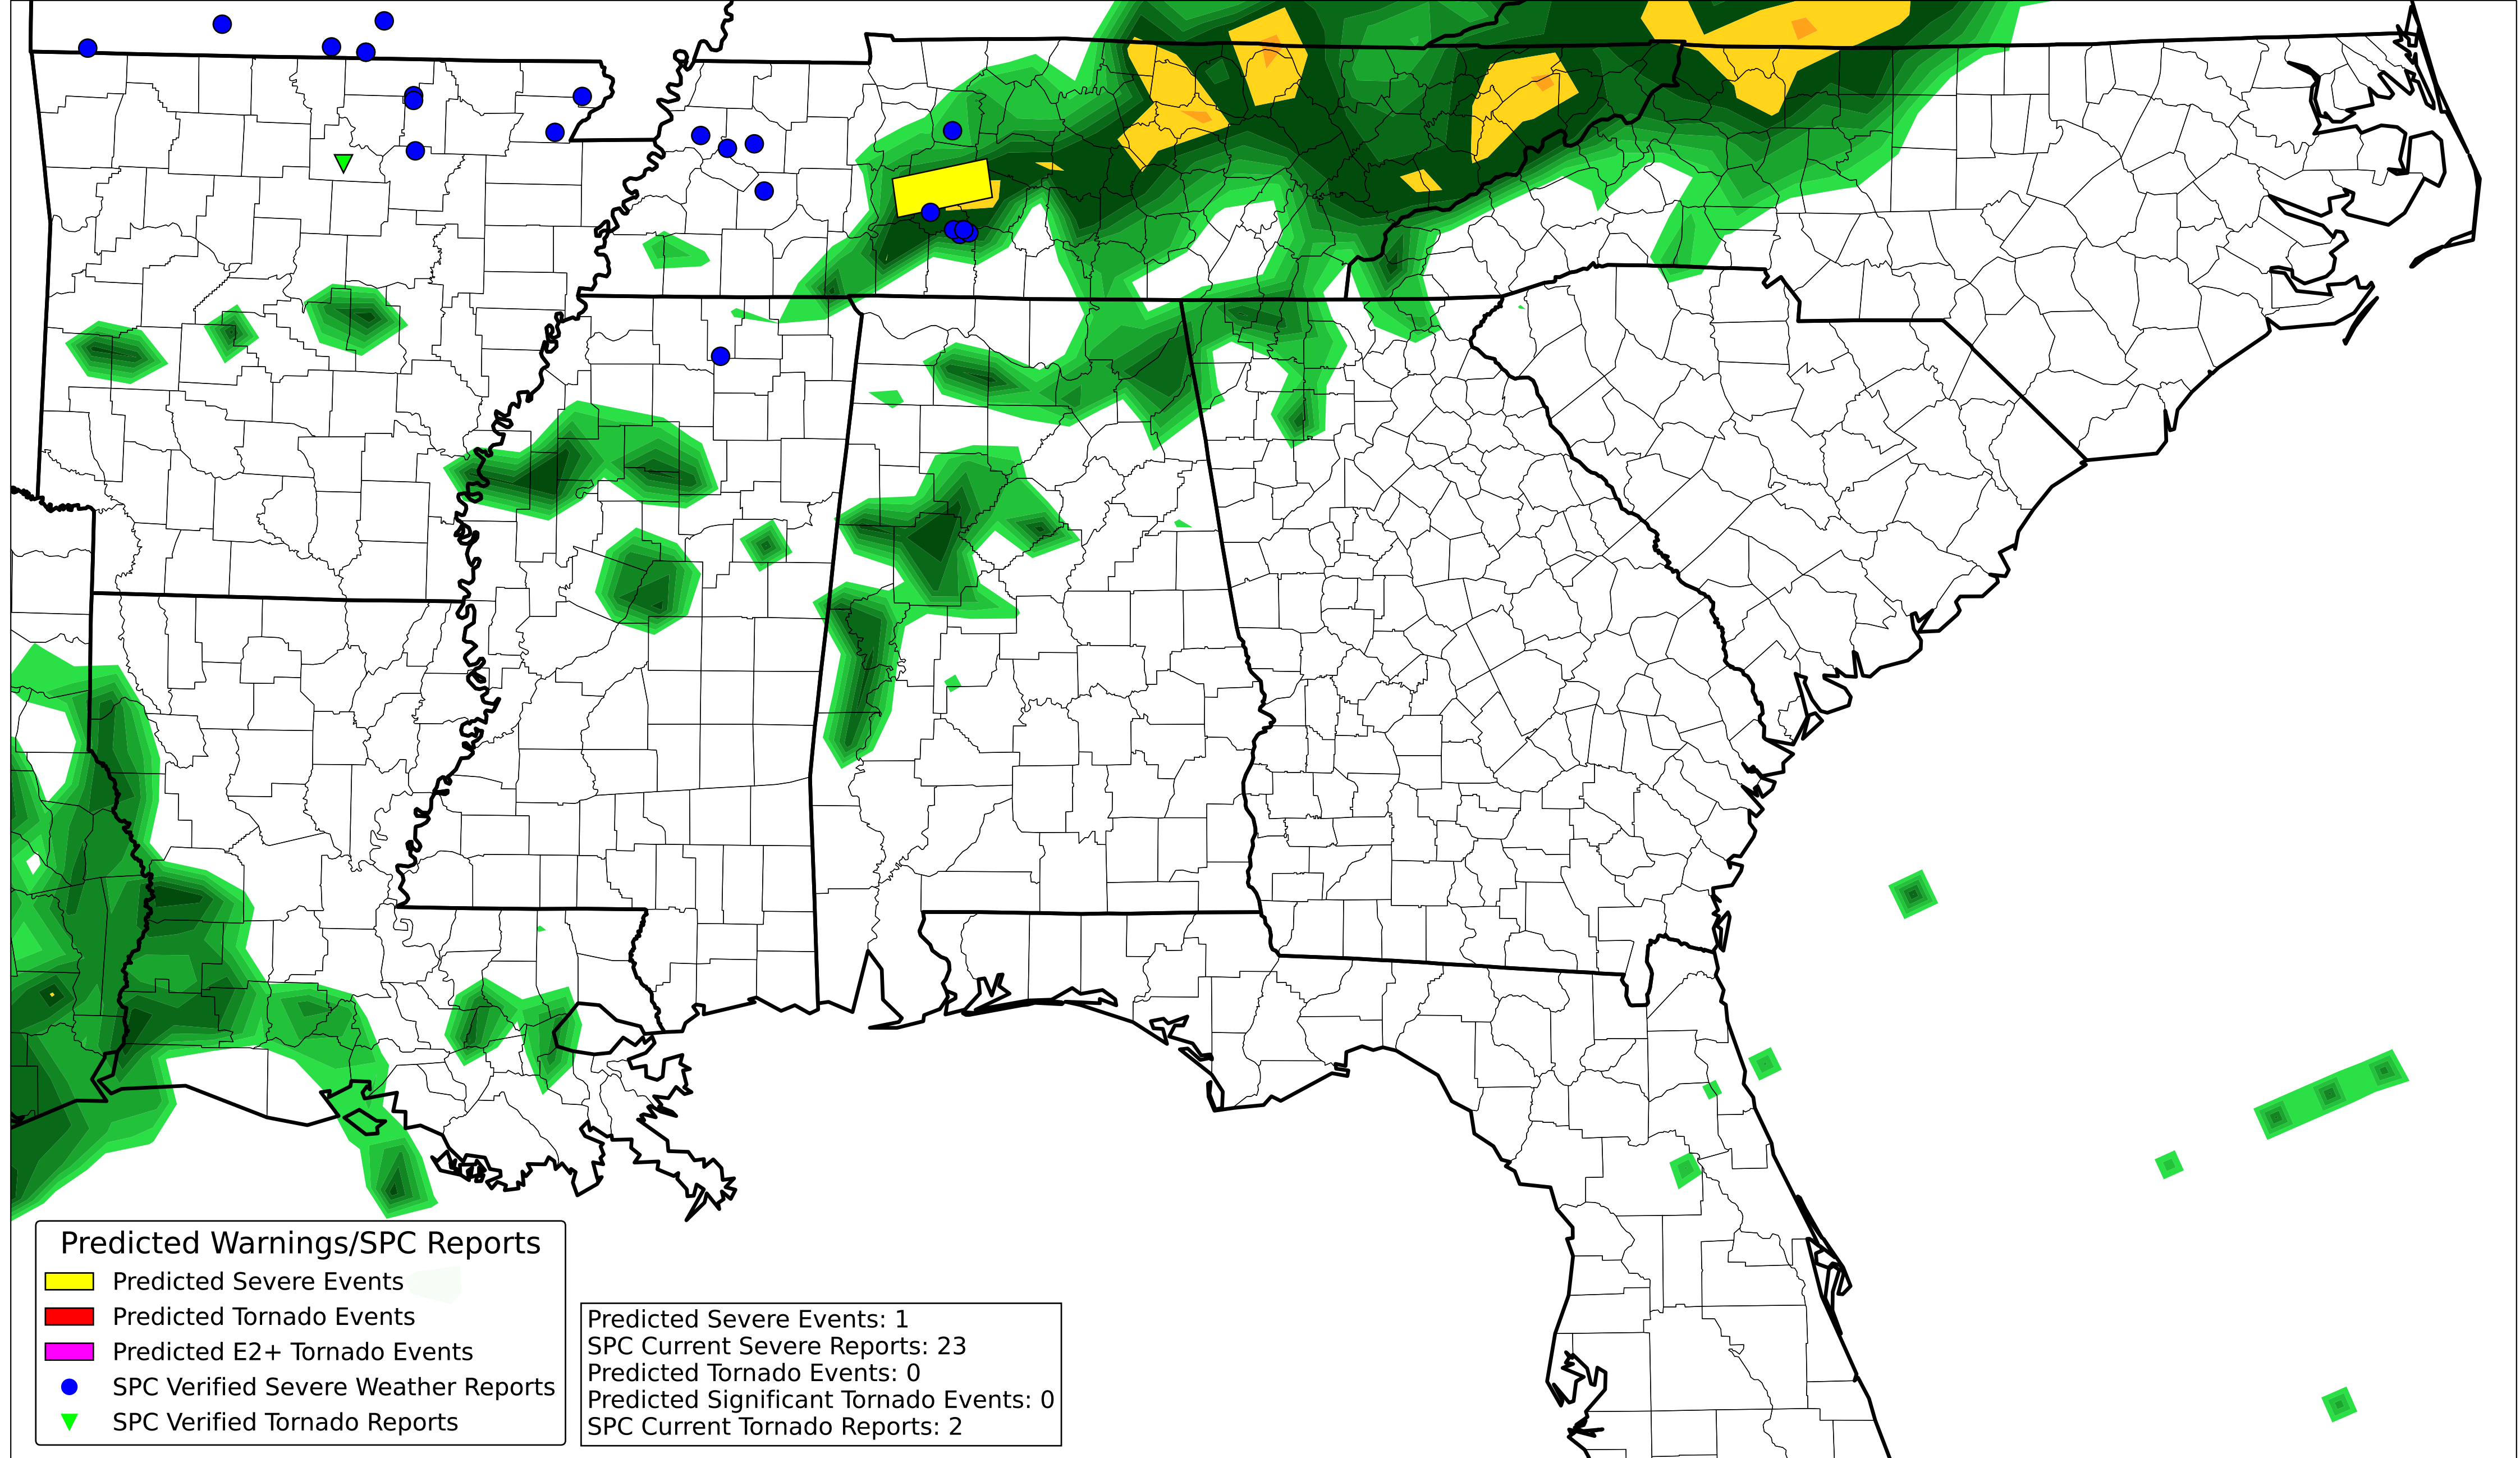 Predicted Warnings/SPC Reports
Predicted Severe Events
Predicted Tornado Events
Predicted E2+ Tornado Events
SPC Verified Severe Weather Reports
SPC Verified Tornado Reports
Predicted Severe Events: 1
SPC Current Severe Reports: 23
Predicted Tornado Events: 0
Predicted Significant Tornado Events: 0
SPC Current Tornado Reports: 2